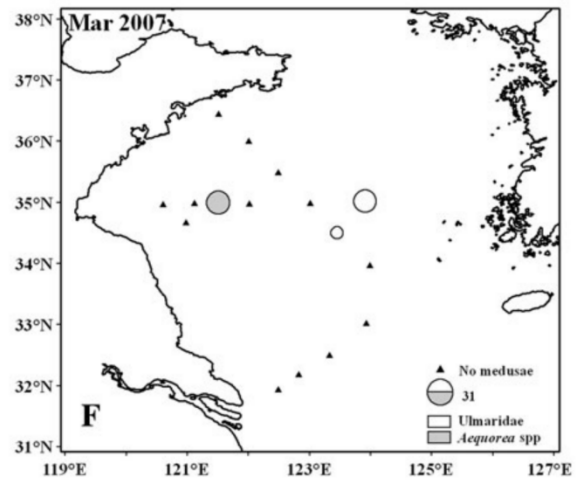 Mar 2007
38°N
37°N
36°N
35°N
34°N
33°N
32°N
31°N
No medusae
31
Ulmaridae
Aequorea spp
F
119°E 121°E 123°E 125°E 127°E